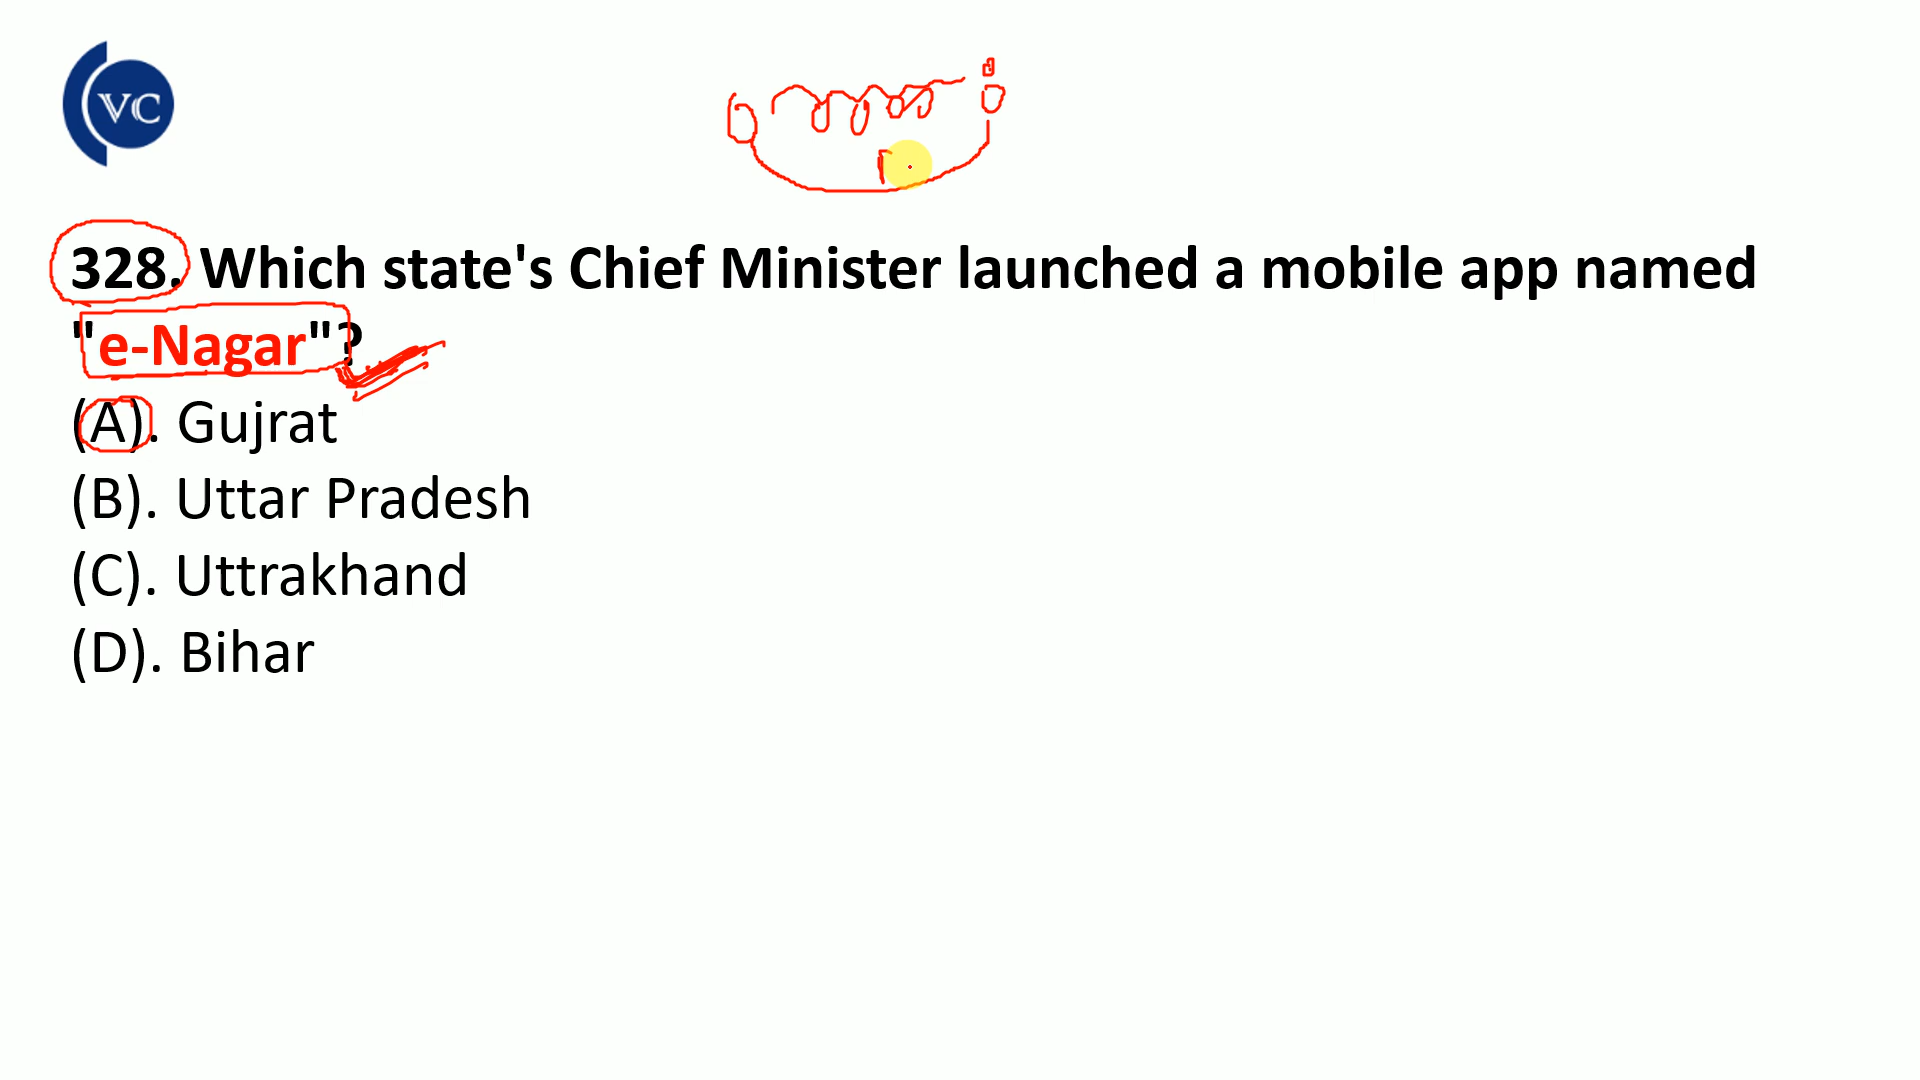 VC
328. Which state's Chief Minister launched a mobile app named
"e-Nagar"?
(A). Gujrat
(B). Uttar Pradesh
(C). Uttrakhand
(D). Bihar